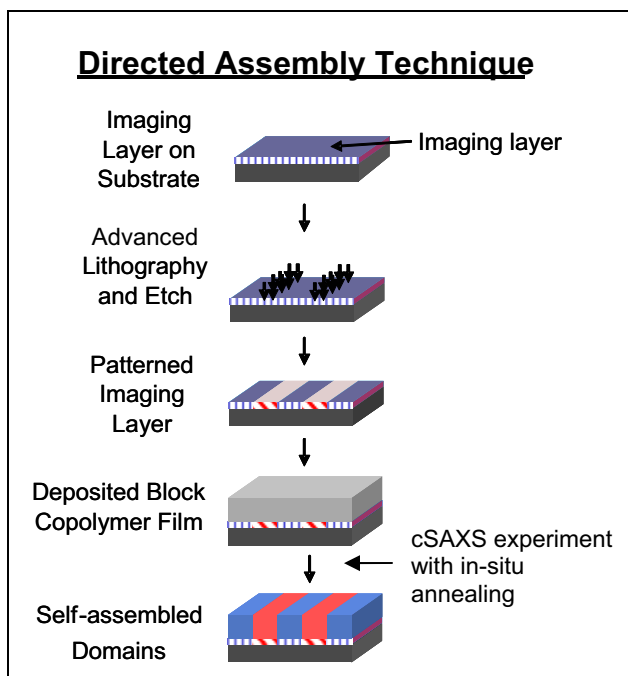 Directed Assembly Technique
Imaging
Layer on
Substrate
Imaging layer
Advanced
Lithography
and Etch
Patterned
Imaging
Layer
Deposited Block
Copolymer Film
cSAXS experiment
with in-situ
annealing
Self-assembled
Domains